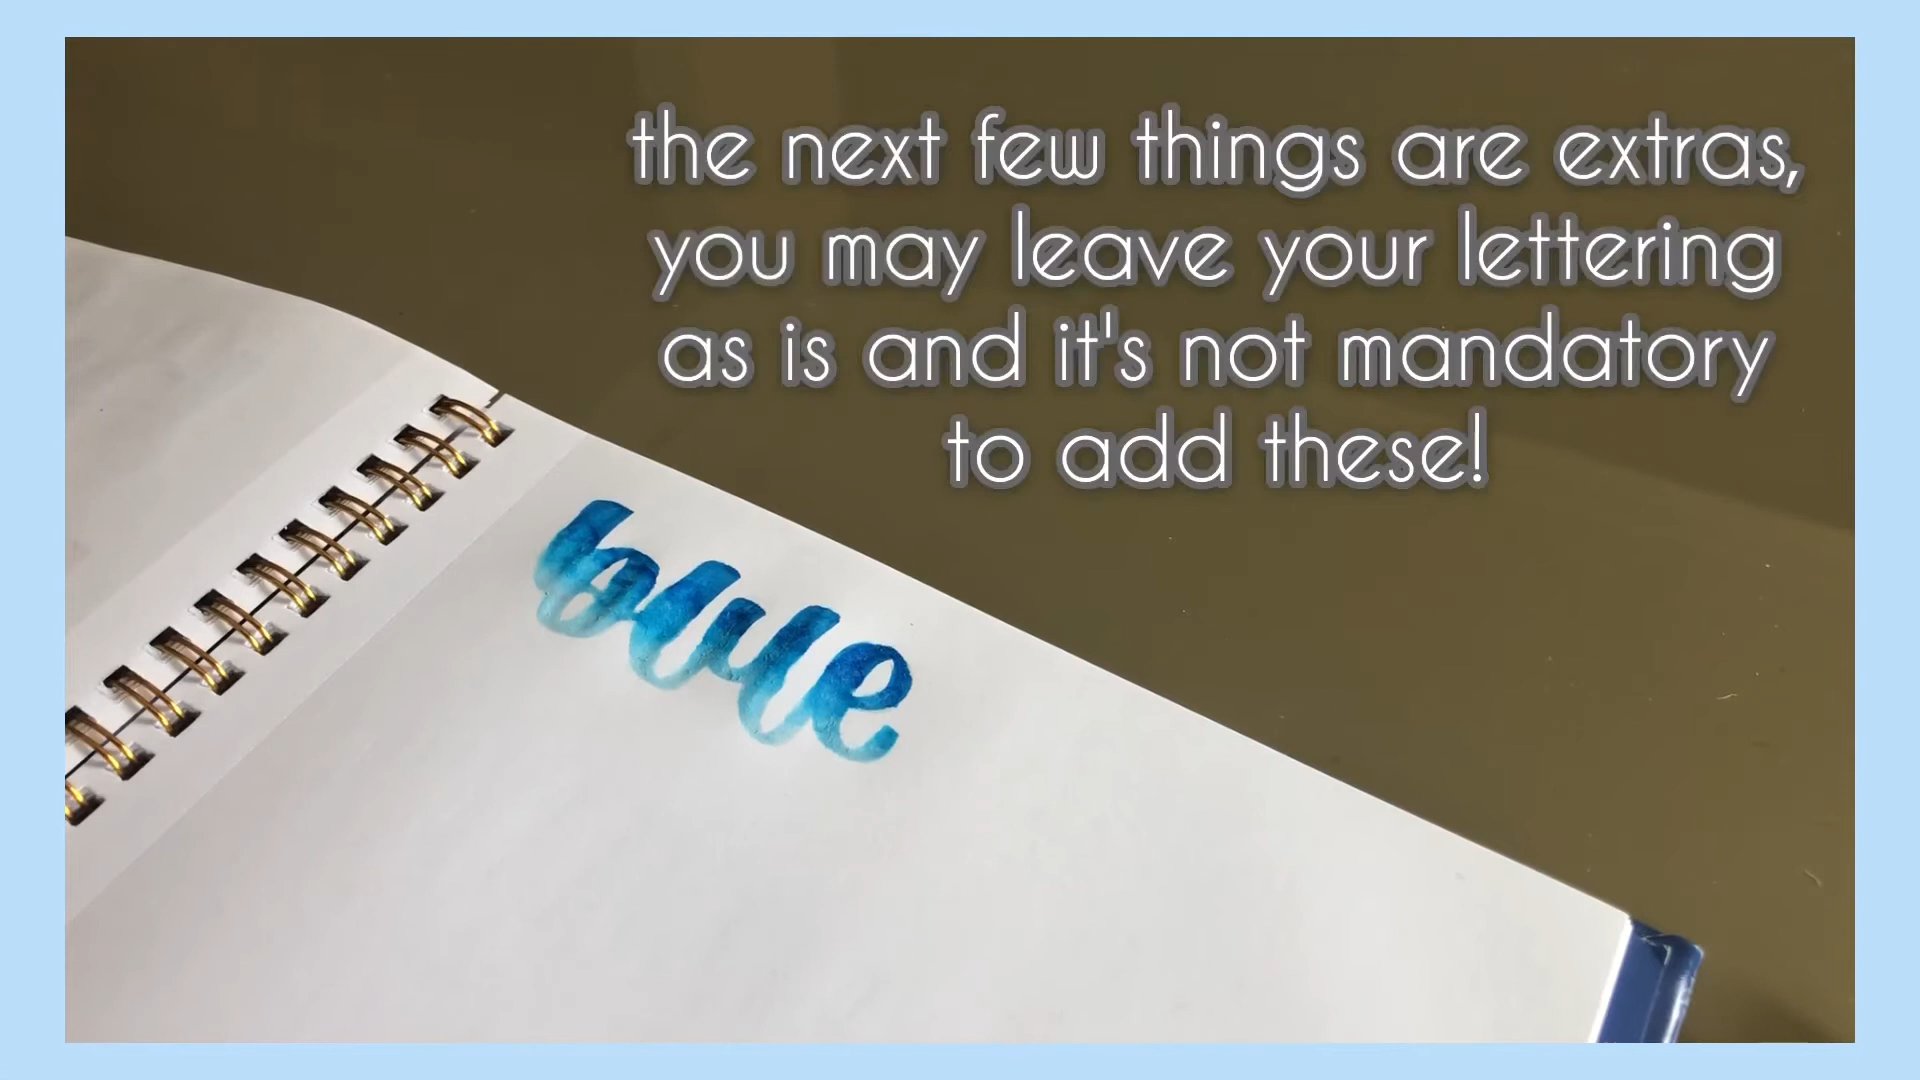 the next few things are extras,
you may leave your lettering
as is and it's not mandatory
to add these!
blue